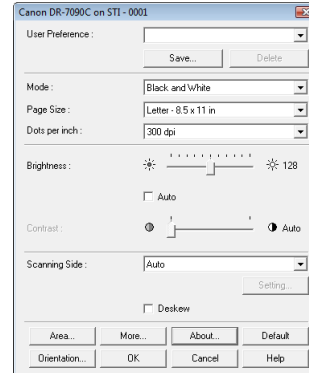 Canon DR-7090C on STI - 0001
User Preference :
Save... Delete
Mode : Black and White
Page Size : Letter - 8.5 x 11 in
Dots per inch : 300 dpi
Brightness : 128
Auto
Contrast : Auto
Scanning Side : Auto
Setting...
Deskew
Area... More... About... Default
Orientation... OK Cancel Help